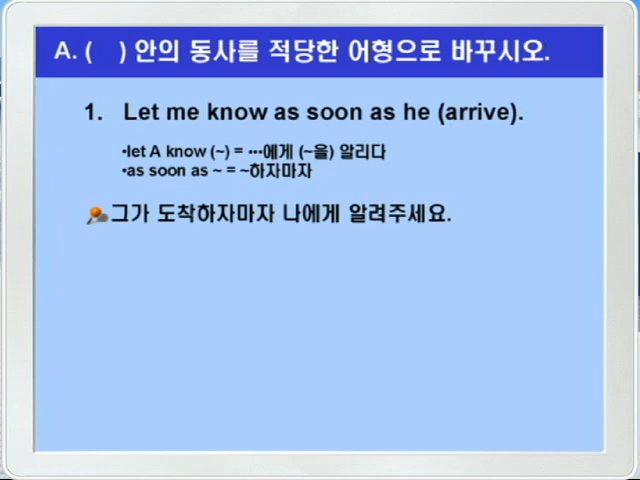 A. (    ) 안의 동사를 적당한 어형으로 바꾸시오.
1. Let me know as soon as he (arrive).
•let A know (~) = ···에게 (~을) 알리다
•as soon as ~ = ~하자마자
그가 도착하자마자 나에게 알려주세요.